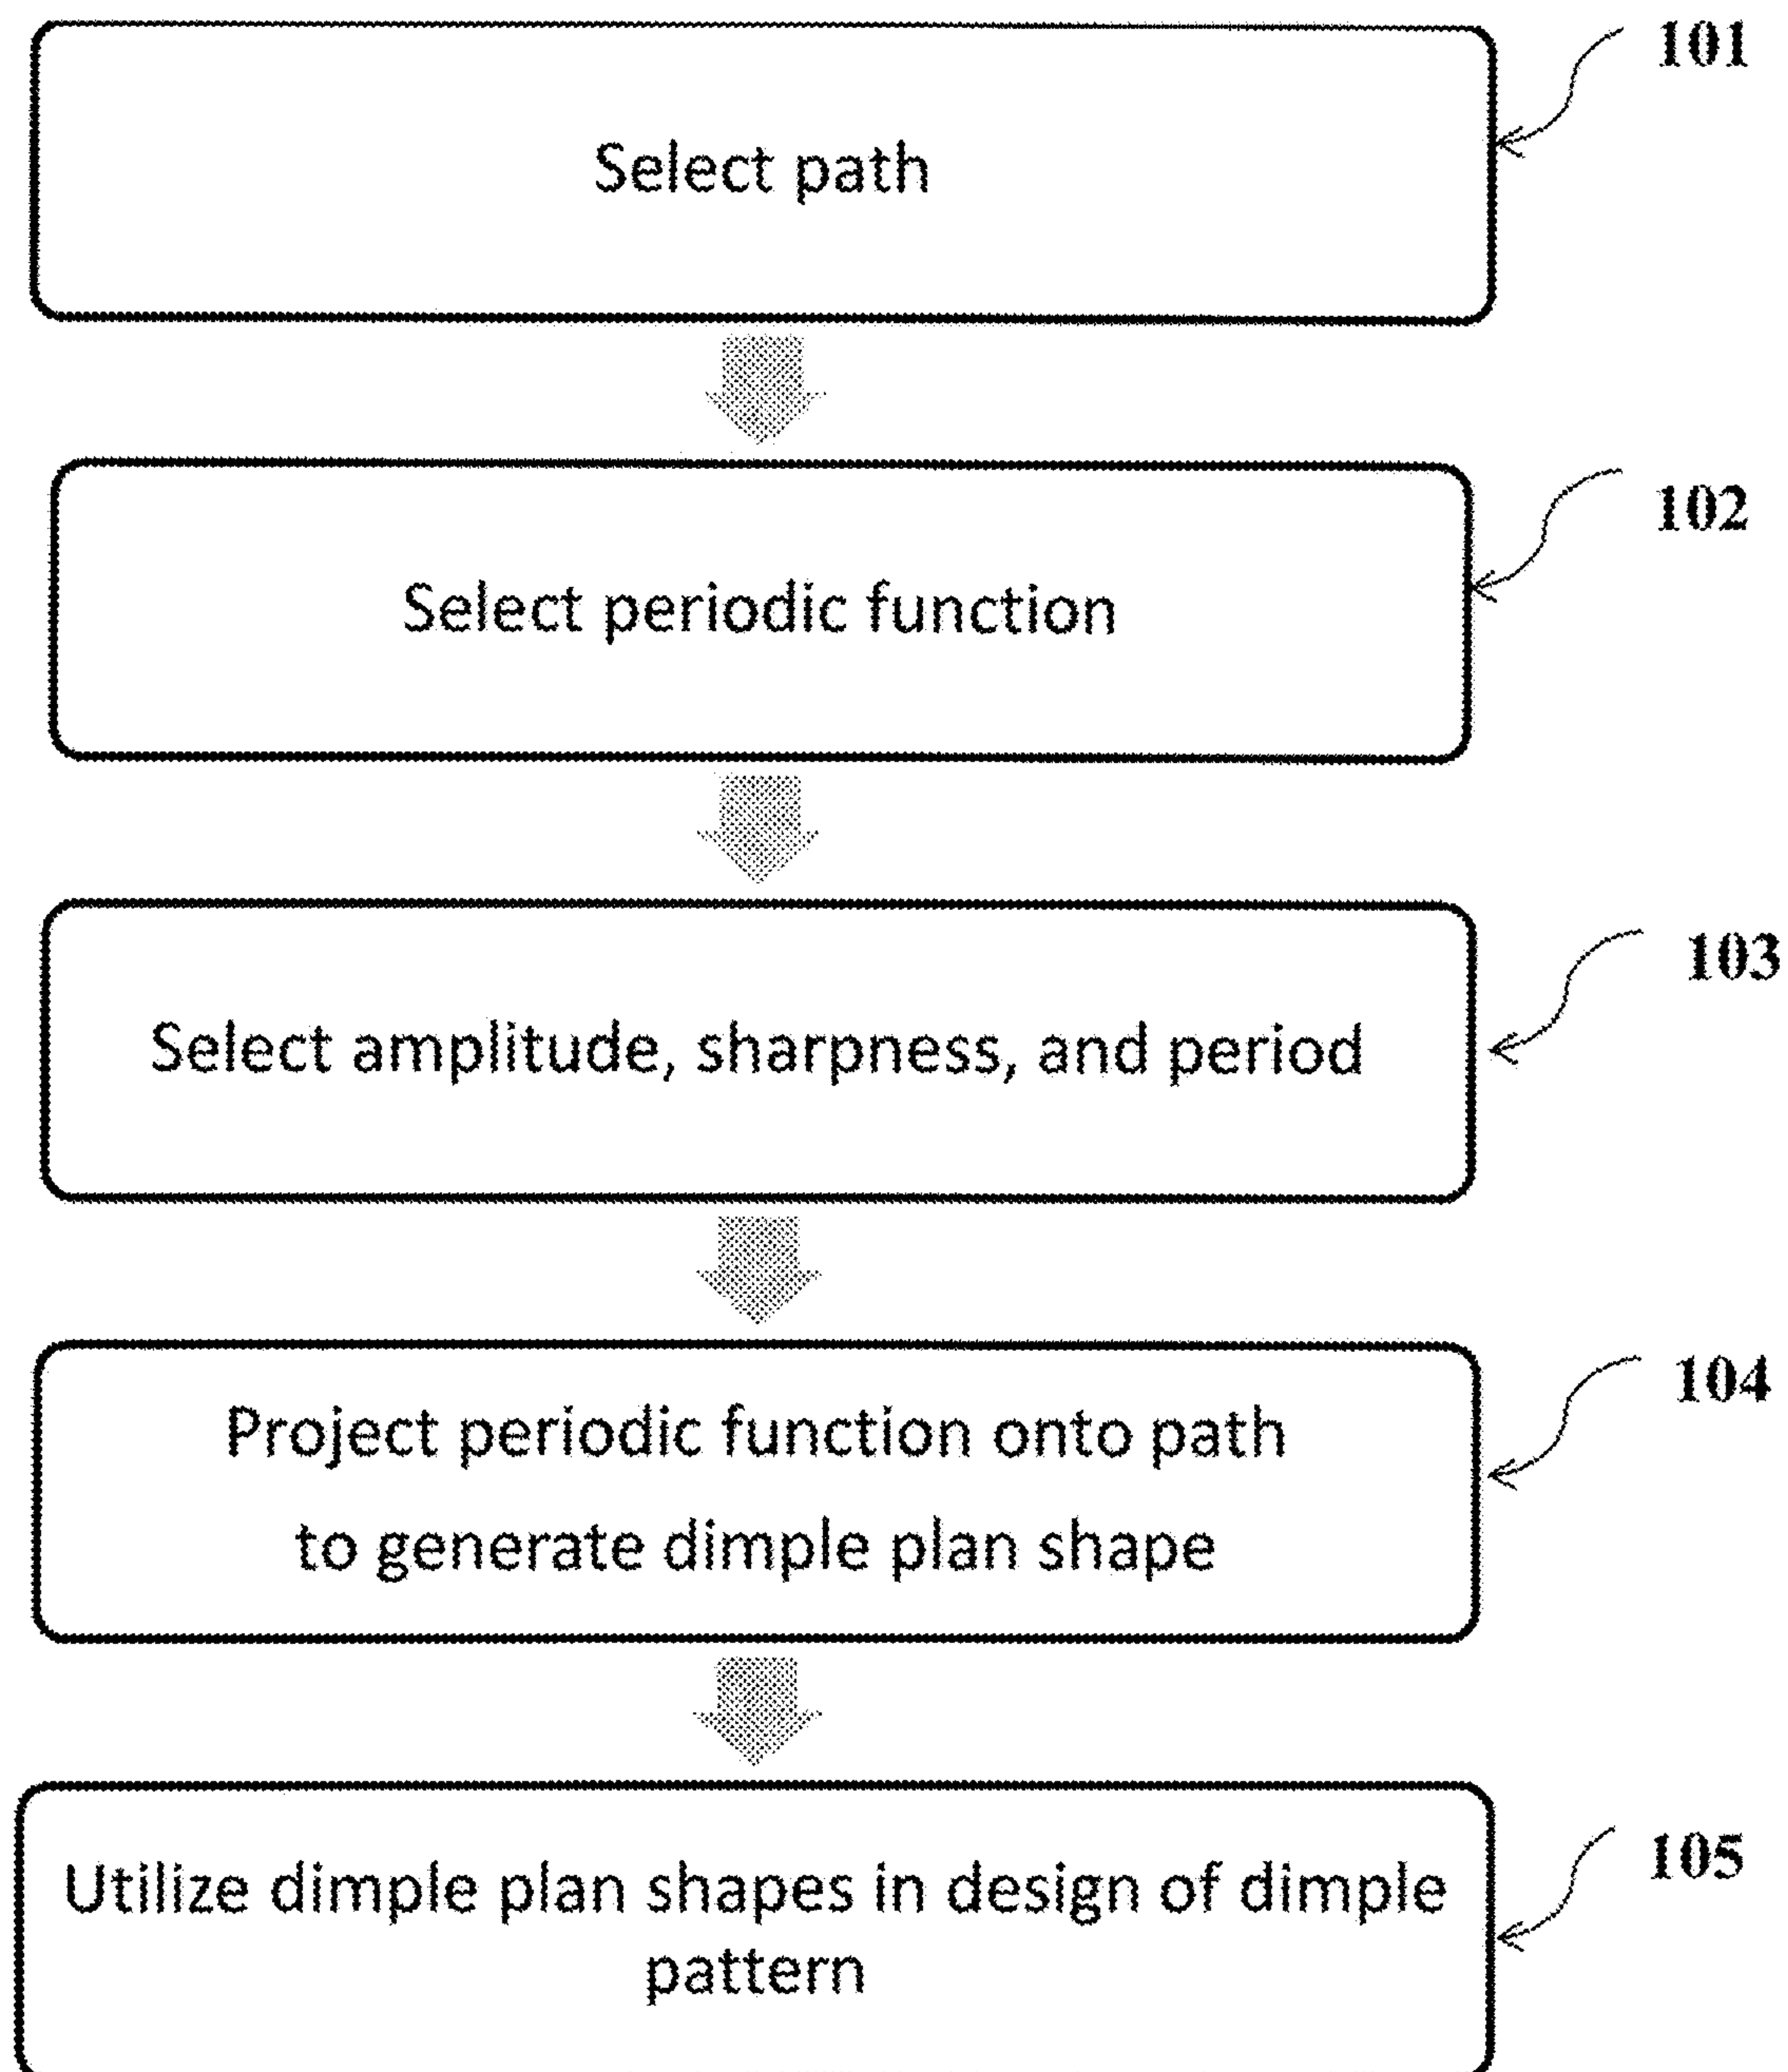 101
Select path
102
Select periodic function
103
Select amplitude, sharpness, and period
104
Project periodic function onto path
to generate dimple plan shape
105
Utilize dimple plan shapes in design of dimple
pattern